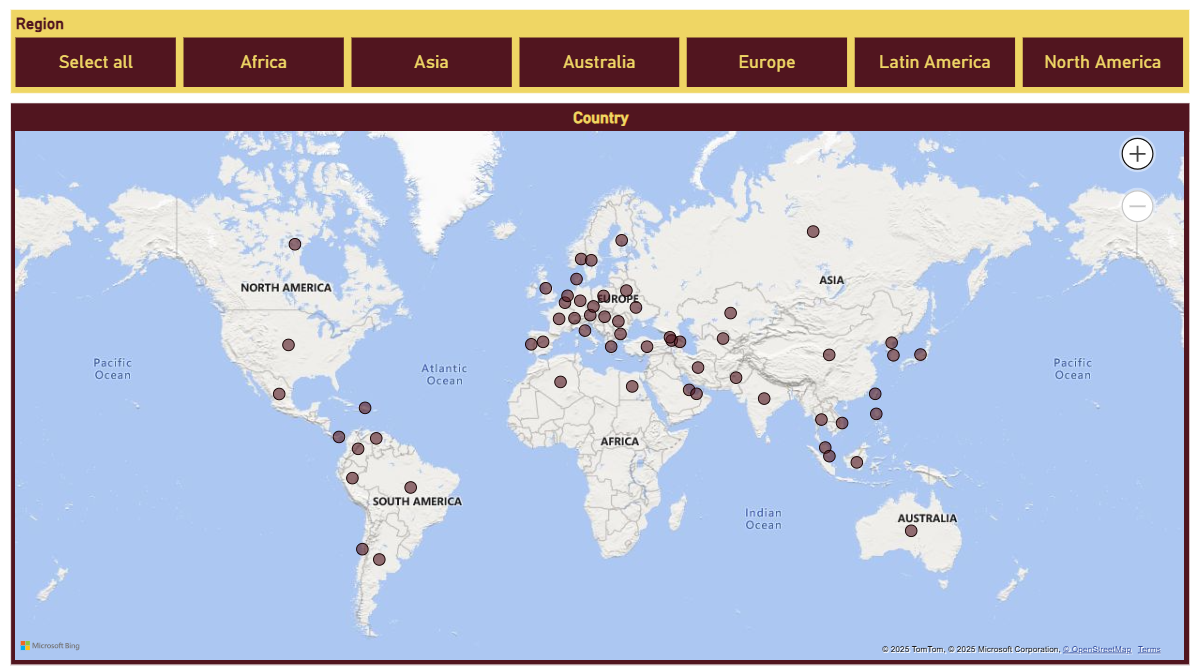 Region
Select all
Africa
Asia
Australia
Europe
Latin America
North America
Country
NORTH AMERICA
EUROPE
ASIA
Pacific
Ocean
Atlantic
Ocean
Pacific
Ocean
AFRICA
SOUTH AMERICA
Indian
Ocean
AUSTRALIA
Microsoft Bing
© 2025 TomTom, © 2025 Microsoft Corporation, © OpenStreetMap Terms